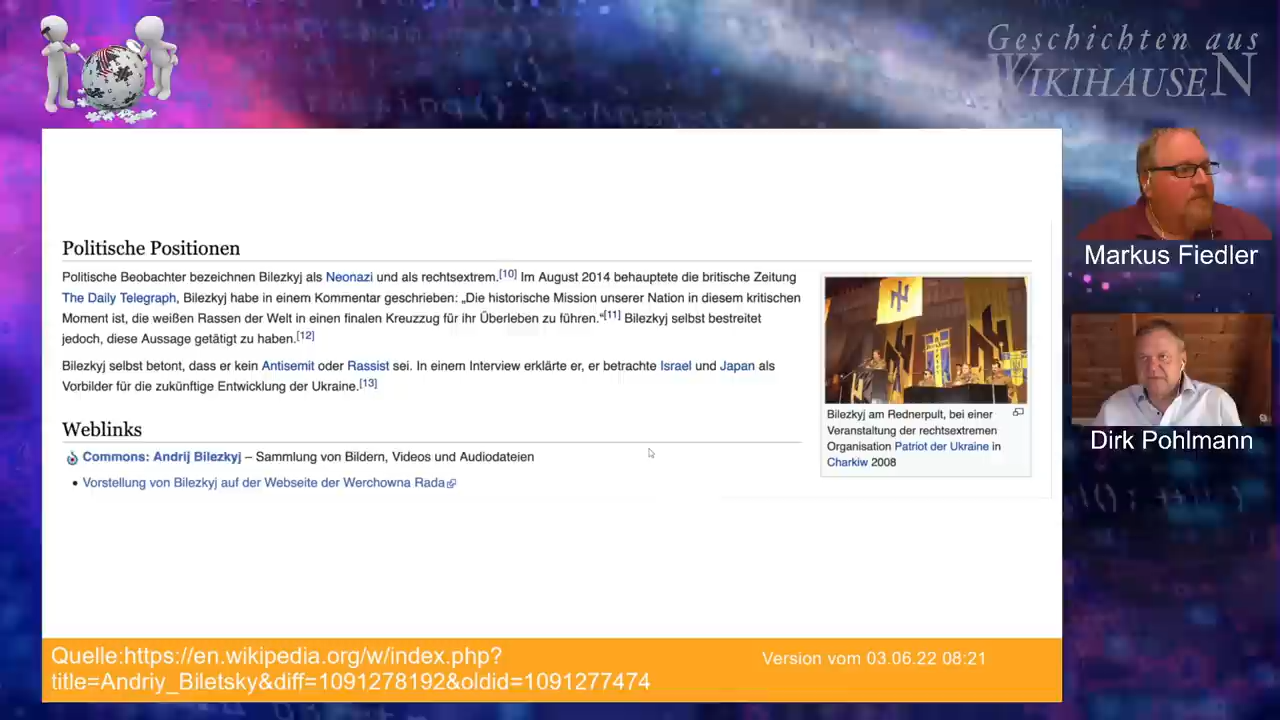 Geschichten aus
WIKIHAUSEN
Politische Positionen
Politische Beobachter bezeichnen Bilezkyj als Neonazi und als rechtsextrem.[10] Im August 2014 behauptete die britische Zeitung
The Daily Telegraph, Bilezkyj habe in einem Kommentar geschrieben: „Die historische Mission unserer Nation in diesem kritischen
Moment ist, die weißen Rassen der Welt in einen finalen Kreuzzug für ihr Überleben zu führen.“[11] Bilezkyj selbst bestreitet
jedoch, diese Aussage getätigt zu haben.[12]
Bilezkyj selbst betont, dass er kein Antisemit oder Rassist sei. In einem Interview erklärte er, er betrachte Israel und Japan als
Vorbilder für die zukünftige Entwicklung der Ukraine.[13]
Bilezkyj am Rednerpult, bei einer
Veranstaltung der rechtsextremen
Organisation Patriot der Ukraine in
Charkiw 2008
Weblinks
Commons: Andrij Bilezkyj – Sammlung von Bildern, Videos und Audiodateien
• Vorstellung von Bilezkyj auf der Webseite der Werchowna Rada
Markus Fiedler
Dirk Pohlmann
Quelle:https://en.wikipedia.org/w/index.php?
title=Andriy_Biletsky&diff=1091278192&oldid=1091277474
Version vom 03.06.22 08:21